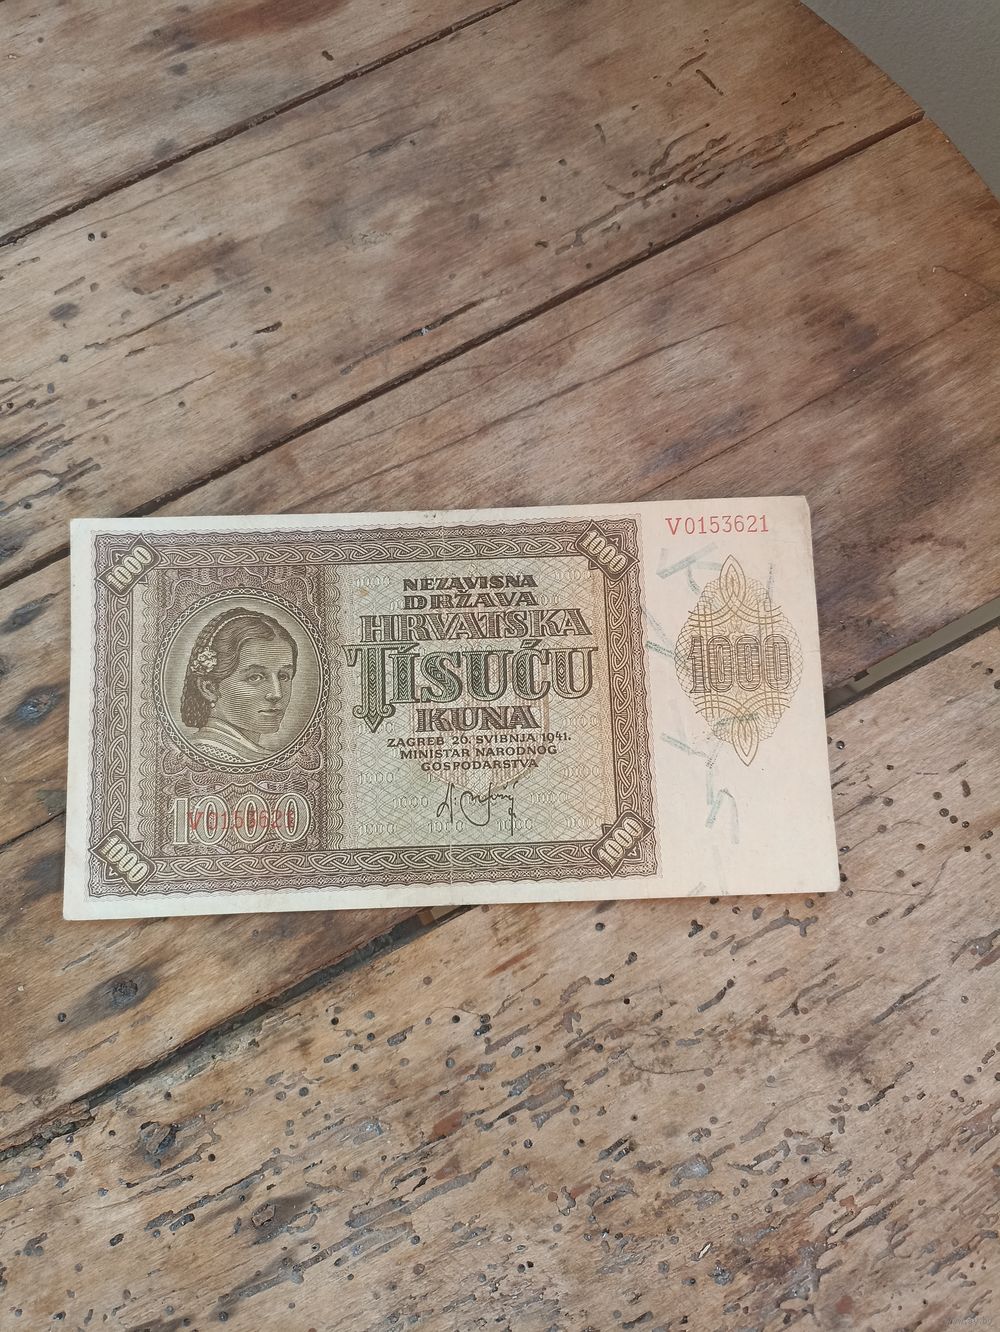 V0153621
1000
1000
NEZAVISNA
DRŽAVA
HRVATSKA
TISUĆU
KUNA
ZAGREB 26. SVIBNJA 1941.
MINISTAR NARODNOG
GOSPODARSTVA
1000
1000
V0153621
1000
1000